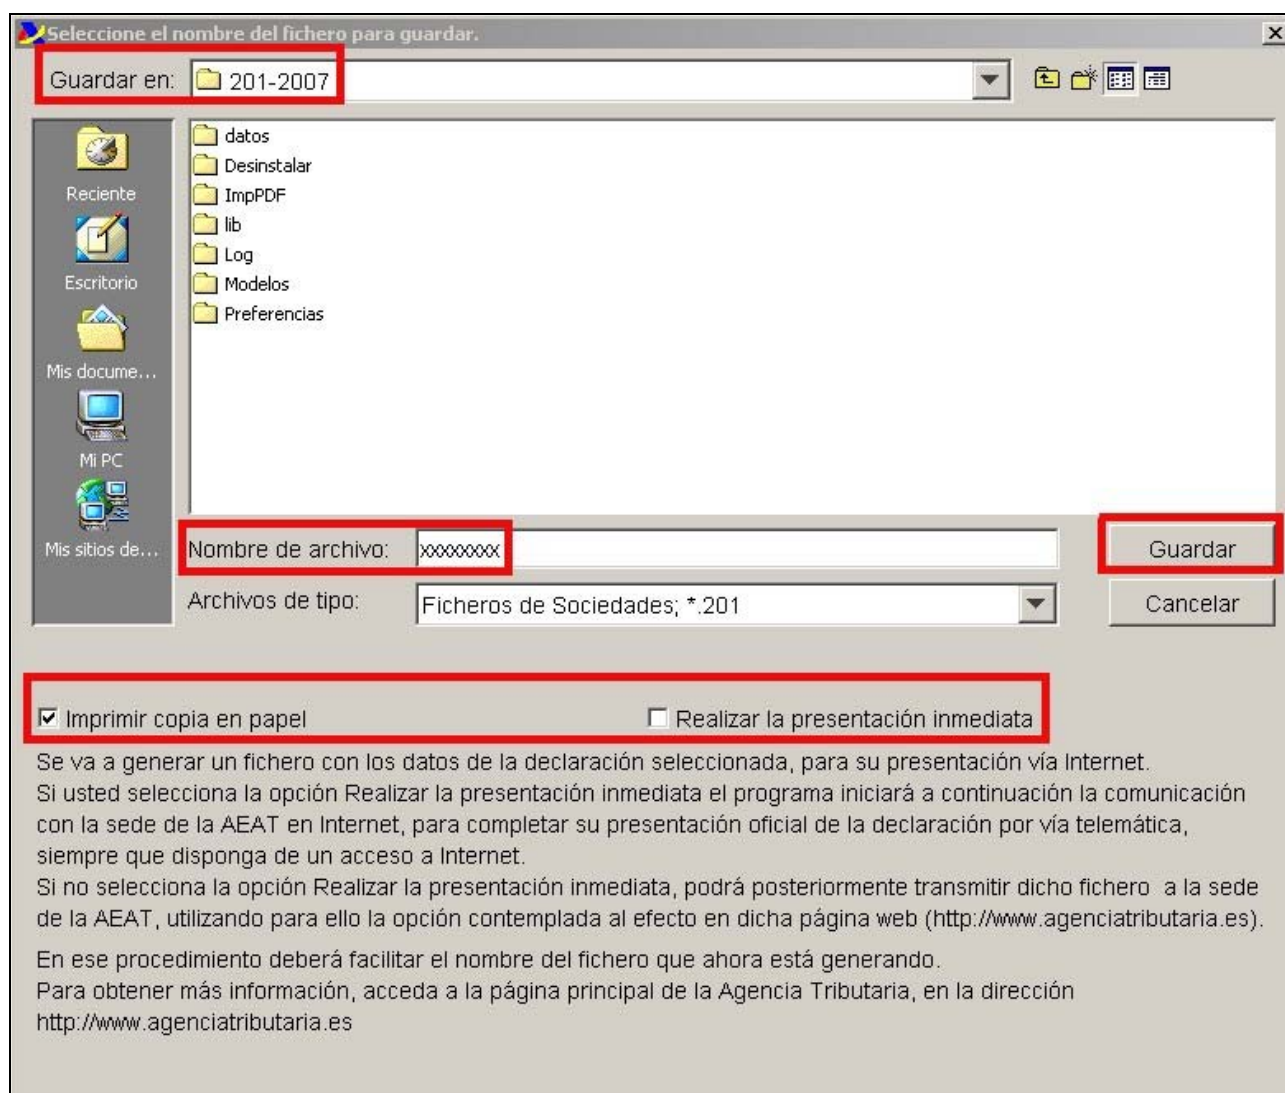 Seleccione el nombre del fichero para guardar.
Guardar en: 201-2007
datos
Desinstalar
ImpPDF
lib
Log
Modelos
Preferencias
Reciente
Escritorio
Mis docume...
Mi PC
Mis sitios de...
Nombre de archivo: xxxxxxxx
Guardar
Archivos de tipo: Ficheros de Sociedades; *.201
Cancelar
Imprimir copia en papel
Realizar la presentación inmediata
Se va a generar un fichero con los datos de la declaración seleccionada, para su presentación vía Internet.
Si usted selecciona la opción Realizar la presentación inmediata el programa iniciará a continuación la comunicación
con la sede de la AEAT en Internet, para completar su presentación oficial de la declaración por vía telemática,
siempre que disponga de un acceso a Internet.
Si no selecciona la opción Realizar la presentación inmediata, podrá posteriormente transmitir dicho fichero a la sede
de la AEAT, utilizando para ello la opción contemplada al efecto en dicha página web (http://www.agenciatributaria.es).
En ese procedimiento deberá facilitar el nombre del fichero que ahora está generando.
Para obtener más información, acceda a la página principal de la Agencia Tributaria, en la dirección
http://www.agenciatributaria.es